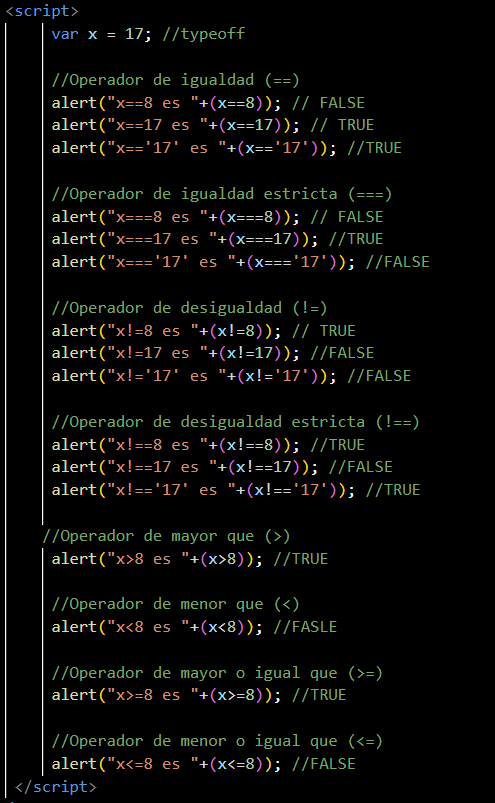 <script>
var x = 17; //typeoff
//Operador de igualdad (==)
alert("x==8 es "+(x==8)); // FALSE
alert("x==17 es "+(x==17)); // TRUE
alert("x=='17' es "+(x=='17')); //TRUE
//Operador de igualdad estricta (===)
alert("x===8 es "+(x===8)); // FALSE
alert("x===17 es "+(x===17)); //TRUE
alert("x==='17' es "+(x==='17')); //FALSE
//Operador de desigualdad (!=)
alert("x!=8 es "+(x!=8)); // TRUE
alert("x!=17 es "+(x!=17)); //FALSE
alert("x!='17' es "+(x!='17')); //FALSE
//Operador de desigualdad estricta (!==)
alert("x!==8 es "+(x!==8)); //TRUE
alert("x!==17 es "+(x!==17)); //FALSE
alert("x!=='17' es "+(x!=='17')); //TRUE
//Operador de mayor que (>)
alert("x>8 es "+(x>8)); //TRUE
//Operador de menor que (<)
alert("x<8 es "+(x<8)); //FASLE
//Operador de mayor o igual que (>=)
alert("x>=8 es "+(x>=8)); //TRUE
//Operador de menor o igual que (<=)
alert("x<=8 es "+(x<=8)); //FALSE
</script>